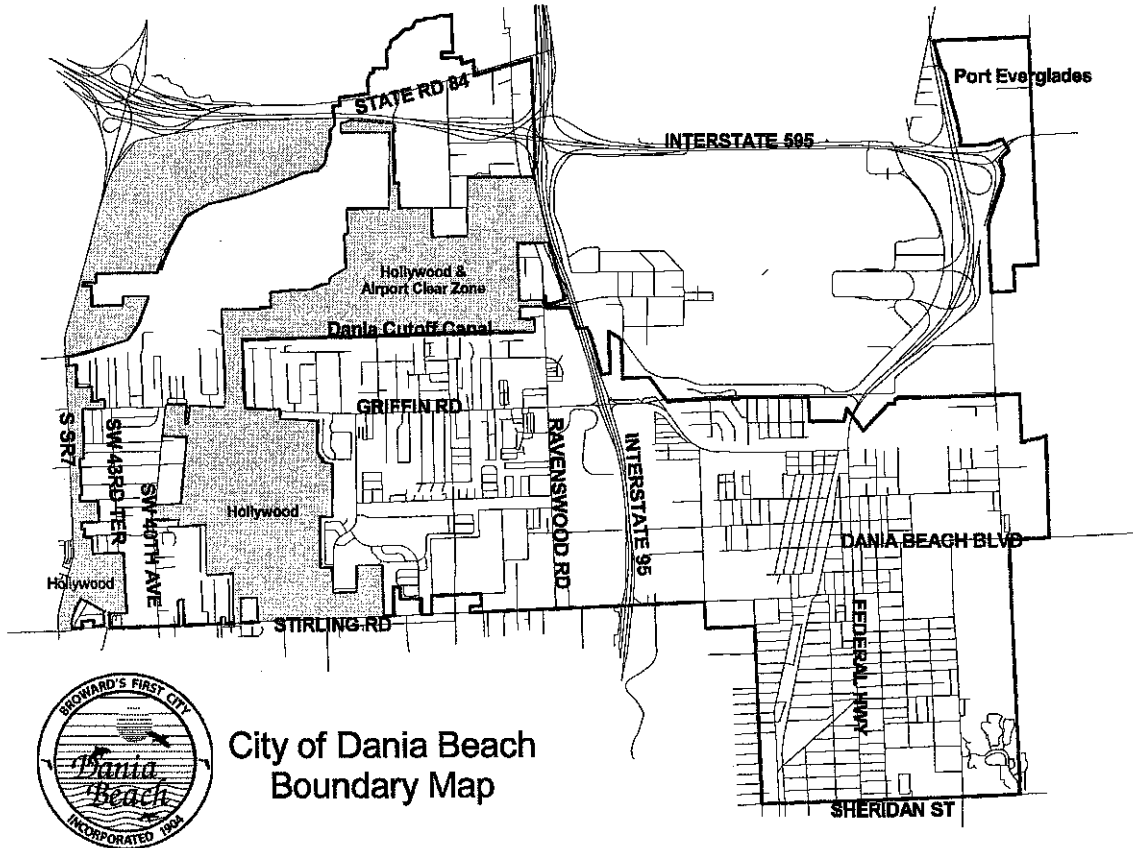 Port Everglades
STATE RD 84
INTERSTATE 595
Hollywood &
Airport Clear Zone
Dania Cutoff Canal
GRIFFIN RD
S SR7
SW 43RD TER
SW 40TH AVE
RAVENSWOOD RD
INTERSTATE 95
Hollywood
DANIA BEACH BLVD
Hollywood
FEDERAL HWY
STIRLING RD
BROWARD'S FIRST CITY
Dania
Beach
INCORPORATED 1904
City of Dania Beach
Boundary Map
SHERIDAN ST